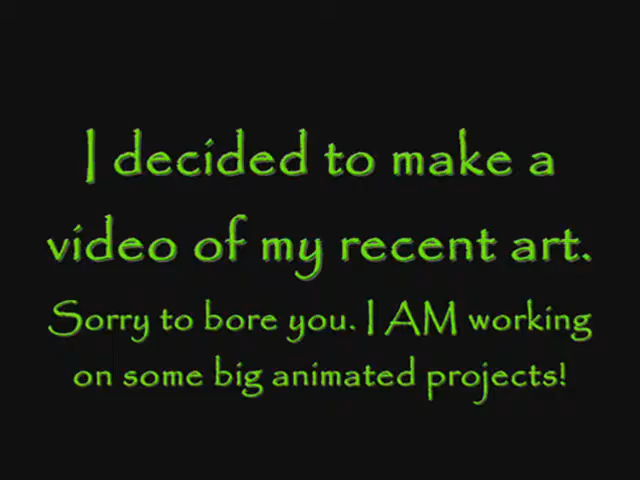 I decided to make a
video of my recent art.
Sorry to bore you. I AM working
on some big animated projects!